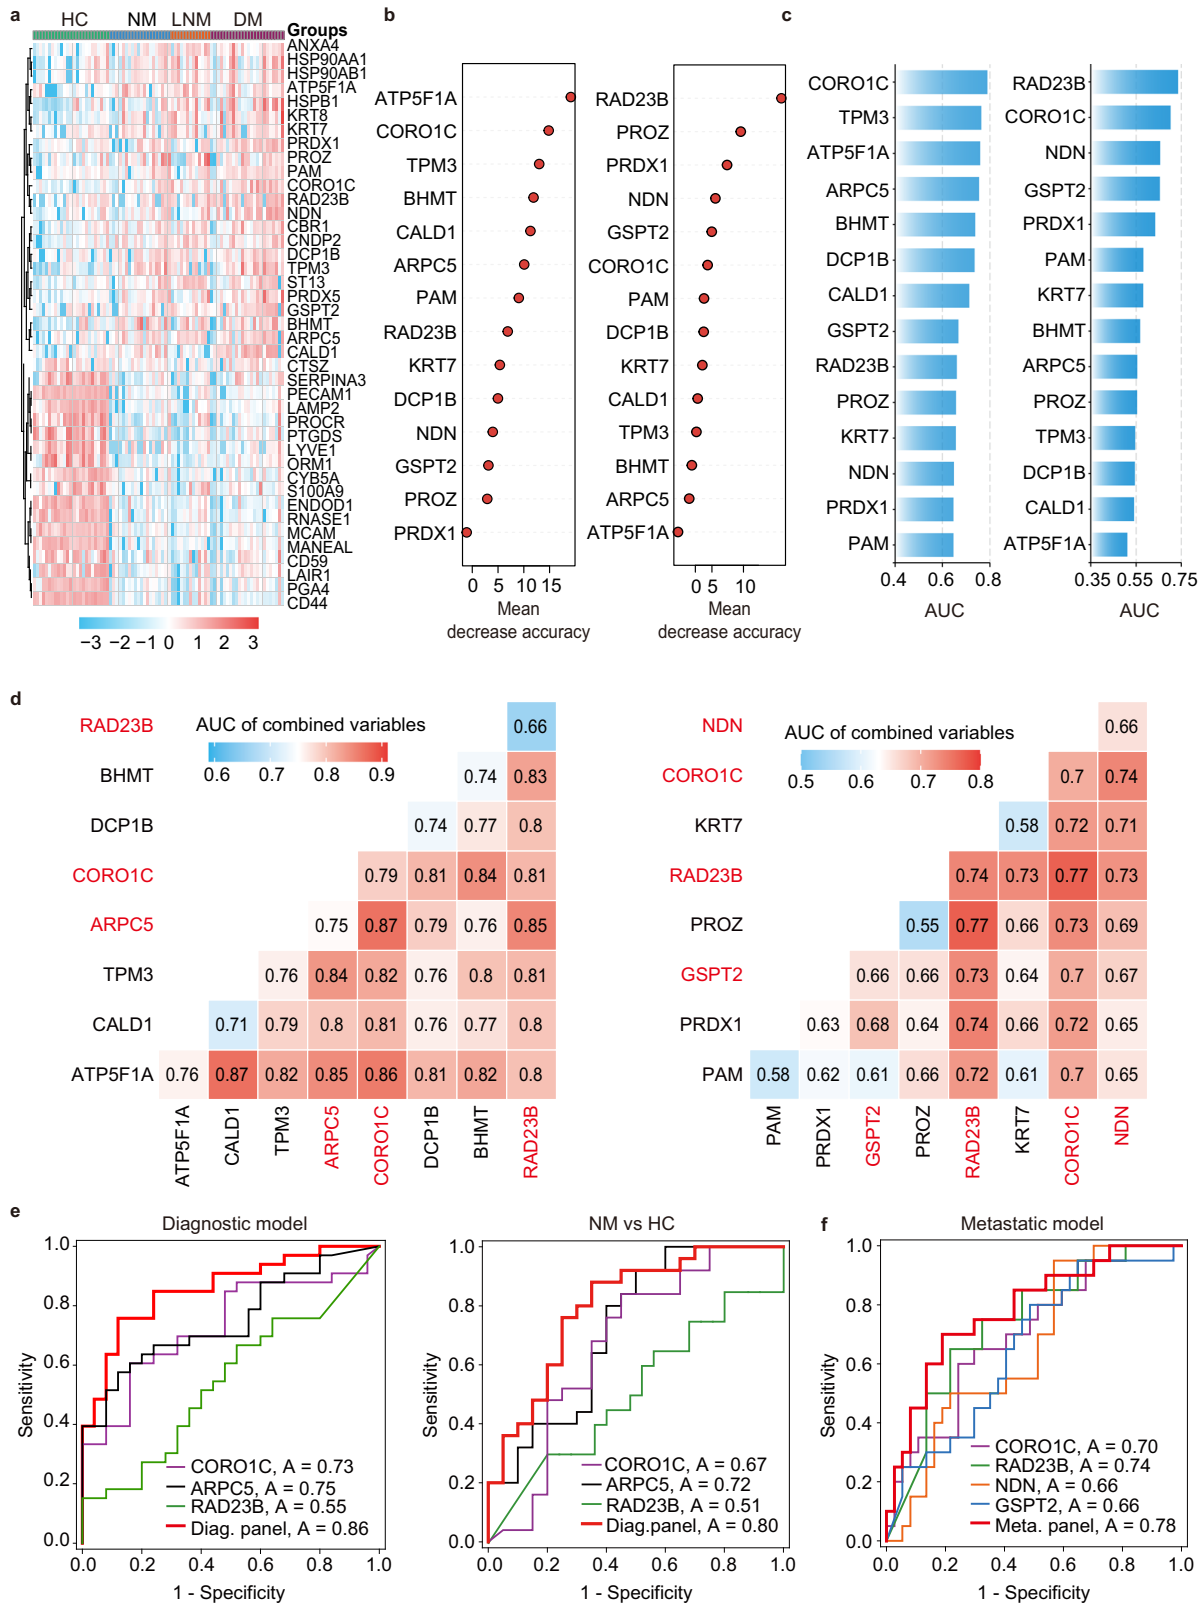 a
HC NM LNM DM
Groups
ANXA4
HSP90AA1
HSP90AB1
ATP5F1A
HSPB1
KRT8
KRT7
PRDX1
PROZ
PAM
CORO1C
RAD23B
NDN
CBR1
CNDP2
DCP1B
TPM3
ST13
PRDX5
GSPT2
BHMT
ARPC5
CALD1
CTSZ
SERPINA3
PECAM1
LAMP2
PROCR
PTGDS
LYVE1
ORM1
CYB5A
S100A9
ENDOD1
RNASE1
MCAM
MANEAL
CD59
LAIR1
PGA4
CD44
−3 −2 −1 0 1 2 3
b
ATP5F1A
CORO1C
TPM3
BHMT
CALD1
ARPC5
PAM
RAD23B
KRT7
DCP1B
NDN
GSPT2
PROZ
PRDX1
0 5 10 15
Mean
decrease accuracy
RAD23B
PROZ
PRDX1
NDN
GSPT2
CORO1C
PAM
DCP1B
KRT7
CALD1
TPM3
BHMT
ARPC5
ATP5F1A
0 5 10
Mean
decrease accuracy
c
CORO1C
TPM3
ATP5F1A
ARPC5
BHMT
DCP1B
CALD1
GSPT2
RAD23B
PROZ
KRT7
NDN
PRDX1
PAM
0.4 0.6 0.8
AUC
RAD23B
CORO1C
NDN
GSPT2
PRDX1
PAM
KRT7
BHMT
ARPC5
PROZ
TPM3
DCP1B
CALD1
ATP5F1A
0.35 0.55 0.75
AUC
d
AUC of combined variables
0.6 0.7 0.8 0.9
RAD23B 0.66
BHMT 0.74 0.83
DCP1B 0.74 0.77 0.8
CORO1C 0.79 0.81 0.84 0.81
ARPC5 0.75 0.87 0.79 0.76 0.85
TPM3 0.76 0.84 0.82 0.76 0.8 0.81
CALD1 0.71 0.79 0.8 0.81 0.76 0.77 0.8
ATP5F1A 0.76 0.87 0.82 0.85 0.86 0.81 0.82 0.8
ATP5F1A CALD1 TPM3 ARPC5 CORO1C DCP1B BHMT RAD23B
AUC of combined variables
0.5 0.6 0.7 0.8
NDN 0.66
CORO1C 0.7 0.74
KRT7 0.58 0.72 0.71
RAD23B 0.74 0.73 0.77 0.73
PROZ 0.55 0.77 0.66 0.73 0.69
GSPT2 0.66 0.66 0.73 0.64 0.7 0.67
PRDX1 0.63 0.68 0.64 0.74 0.66 0.72 0.65
PAM 0.58 0.62 0.61 0.66 0.72 0.61 0.7 0.65
PAM PRDX1 GSPT2 PROZ RAD23B KRT7 CORO1C NDN
e
Diagnostic model
Sensitivity
1.0
0.8
0.6
0.4
0.2
0.0
CORO1C, A = 0.73
ARPC5, A = 0.75
RAD23B, A = 0.55
Diag. panel, A = 0.86
0.0 0.2 0.4 0.6 0.8 1.0
1 - Specificity
NM vs HC
Sensitivity
1.0
0.8
0.6
0.4
0.2
0.0
CORO1C, A = 0.67
ARPC5, A = 0.72
RAD23B, A = 0.51
Diag.panel, A = 0.80
0.0 0.2 0.4 0.6 0.8 1.0
1 - Specificity
f
Metastatic model
Sensitivity
1.0
0.8
0.6
0.4
0.2
0.0
CORO1C, A = 0.70
RAD23B, A = 0.74
NDN, A = 0.66
GSPT2, A = 0.66
Meta. panel, A = 0.78
0.0 0.2 0.4 0.6 0.8 1.0
1 - Specificity